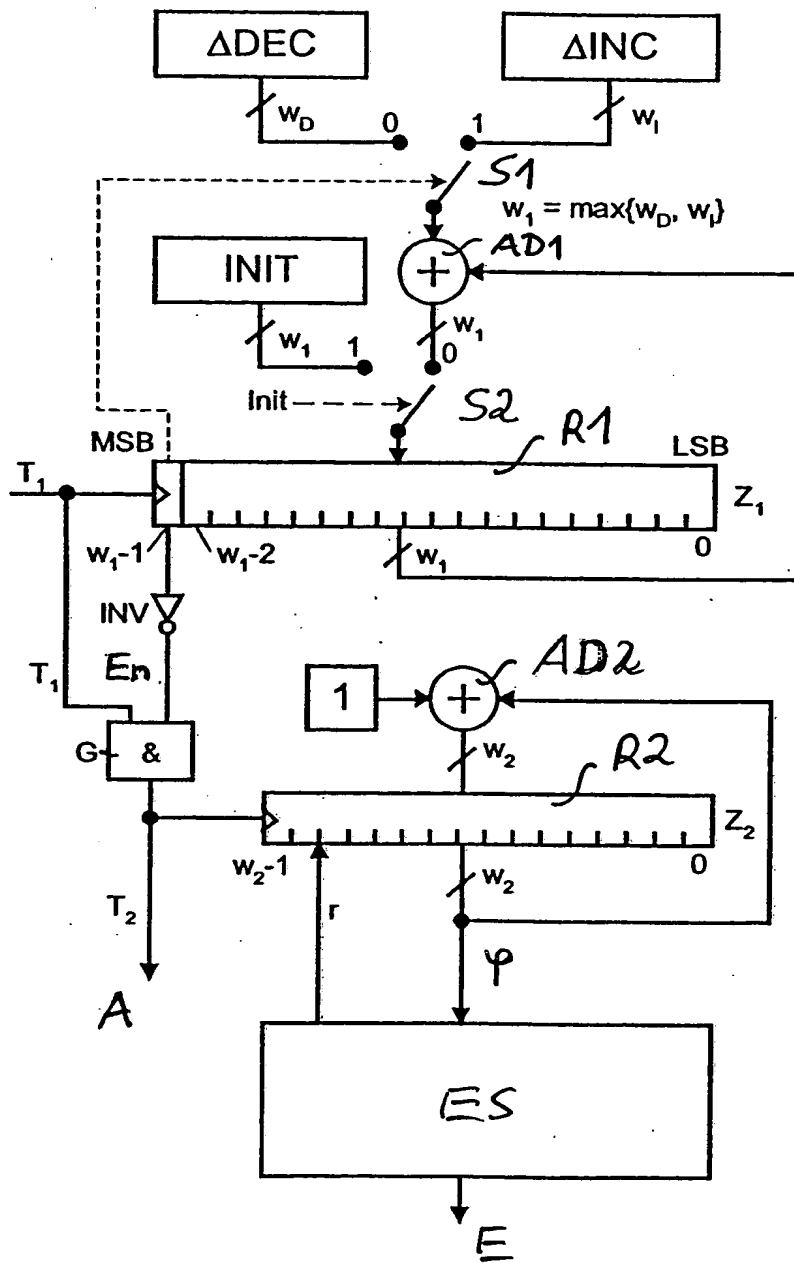 ΔDEC
ΔINC
w_D
0
1
w_I
S1
w_1 = max{w_D, w_I}
AD1
+
INIT
w_1
1
w_1
0
Init
S2
R1
MSB
LSB
T_1
Z_1
w_1-1
w_1-2
w_1
0
INV
En
T_1
AD2
1
+
G
&
w_2
R2
Z_2
w_2-1
0
w_2
T_2
r
φ
A
ES
E